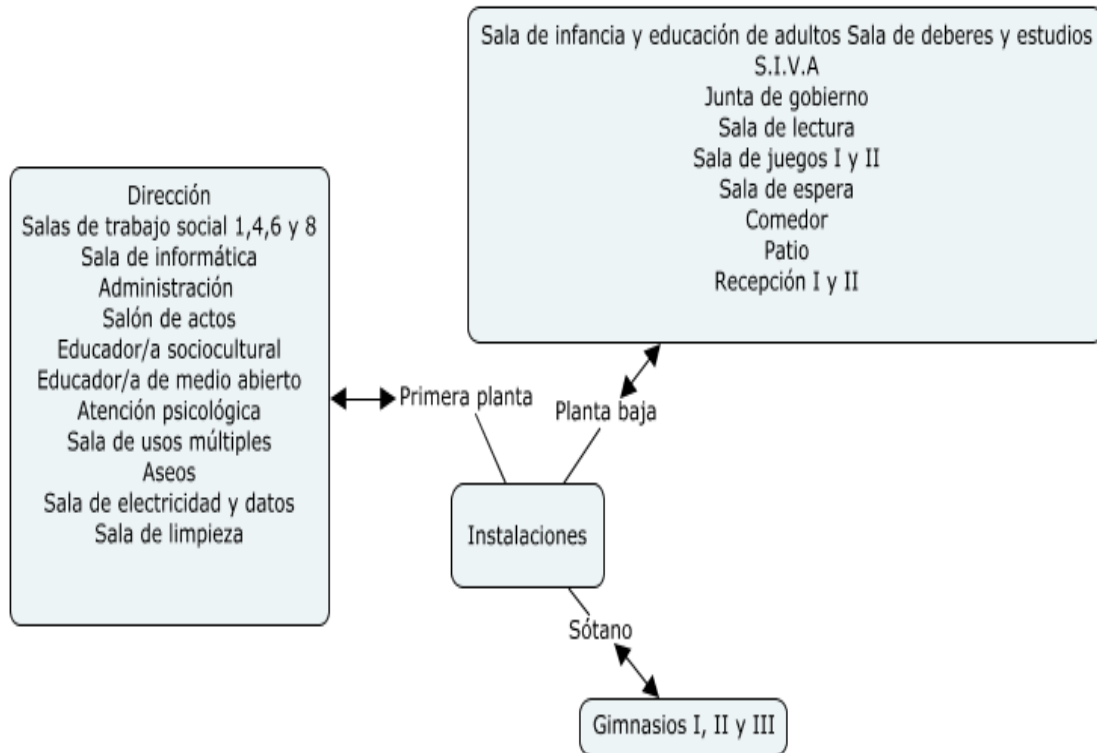 Sala de infancia y educación de adultos Sala de deberes y estudios
S.I.V.A
Junta de gobierno
Sala de lectura
Sala de juegos I y II
Sala de espera
Comedor
Patio
Recepción I y II
Dirección
Salas de trabajo social 1,4,6 y 8
Sala de informática
Administración
Salón de actos
Educador/a sociocultural
Educador/a de medio abierto
Atención psicológica
Sala de usos múltiples
Aseos
Sala de electricidad y datos
Sala de limpieza
Primera planta
Planta baja
Instalaciones
Sótano
Gimnasios I, II y III